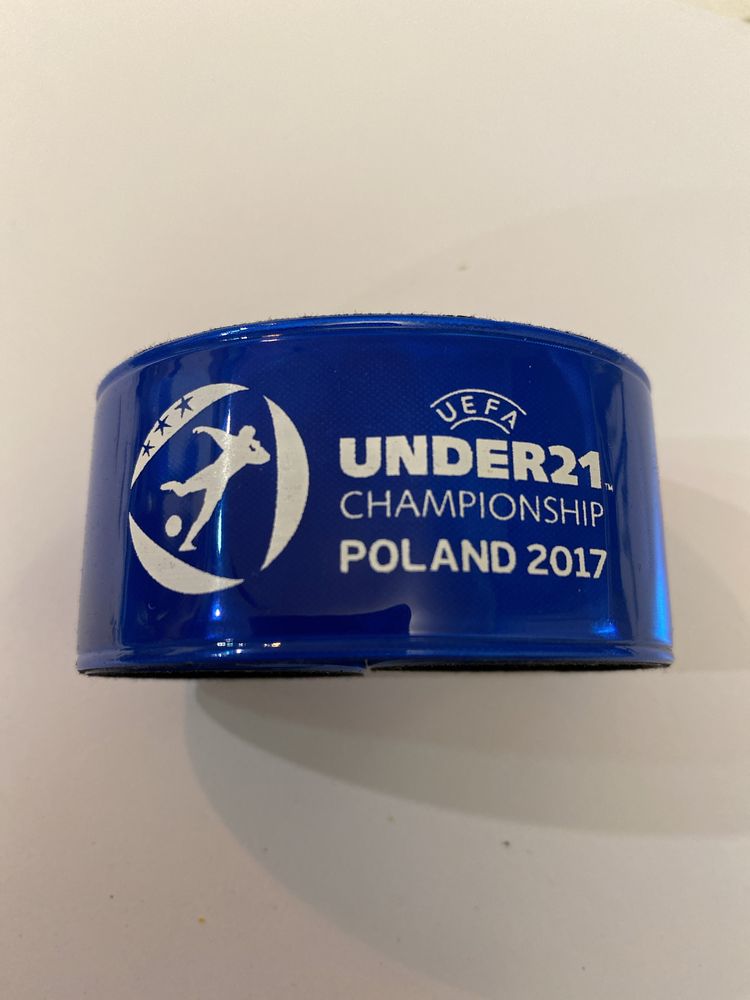 UEFA
UNDER21™
CHAMPIONSHIP
POLAND 2017